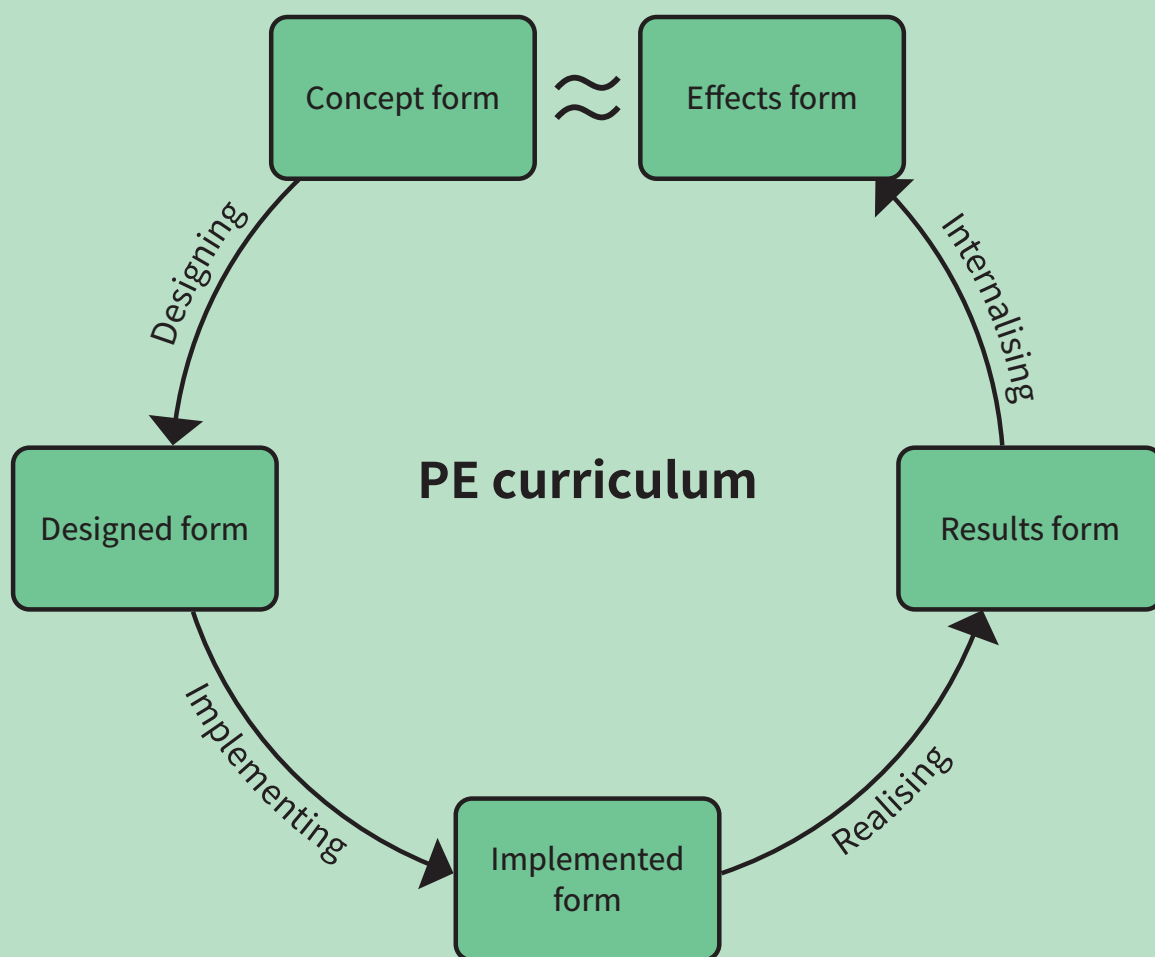 Concept form
≈
Effects form
Designing
Internalising
PE curriculum
Designed form
Results form
Implementing
Realising
Implemented
form